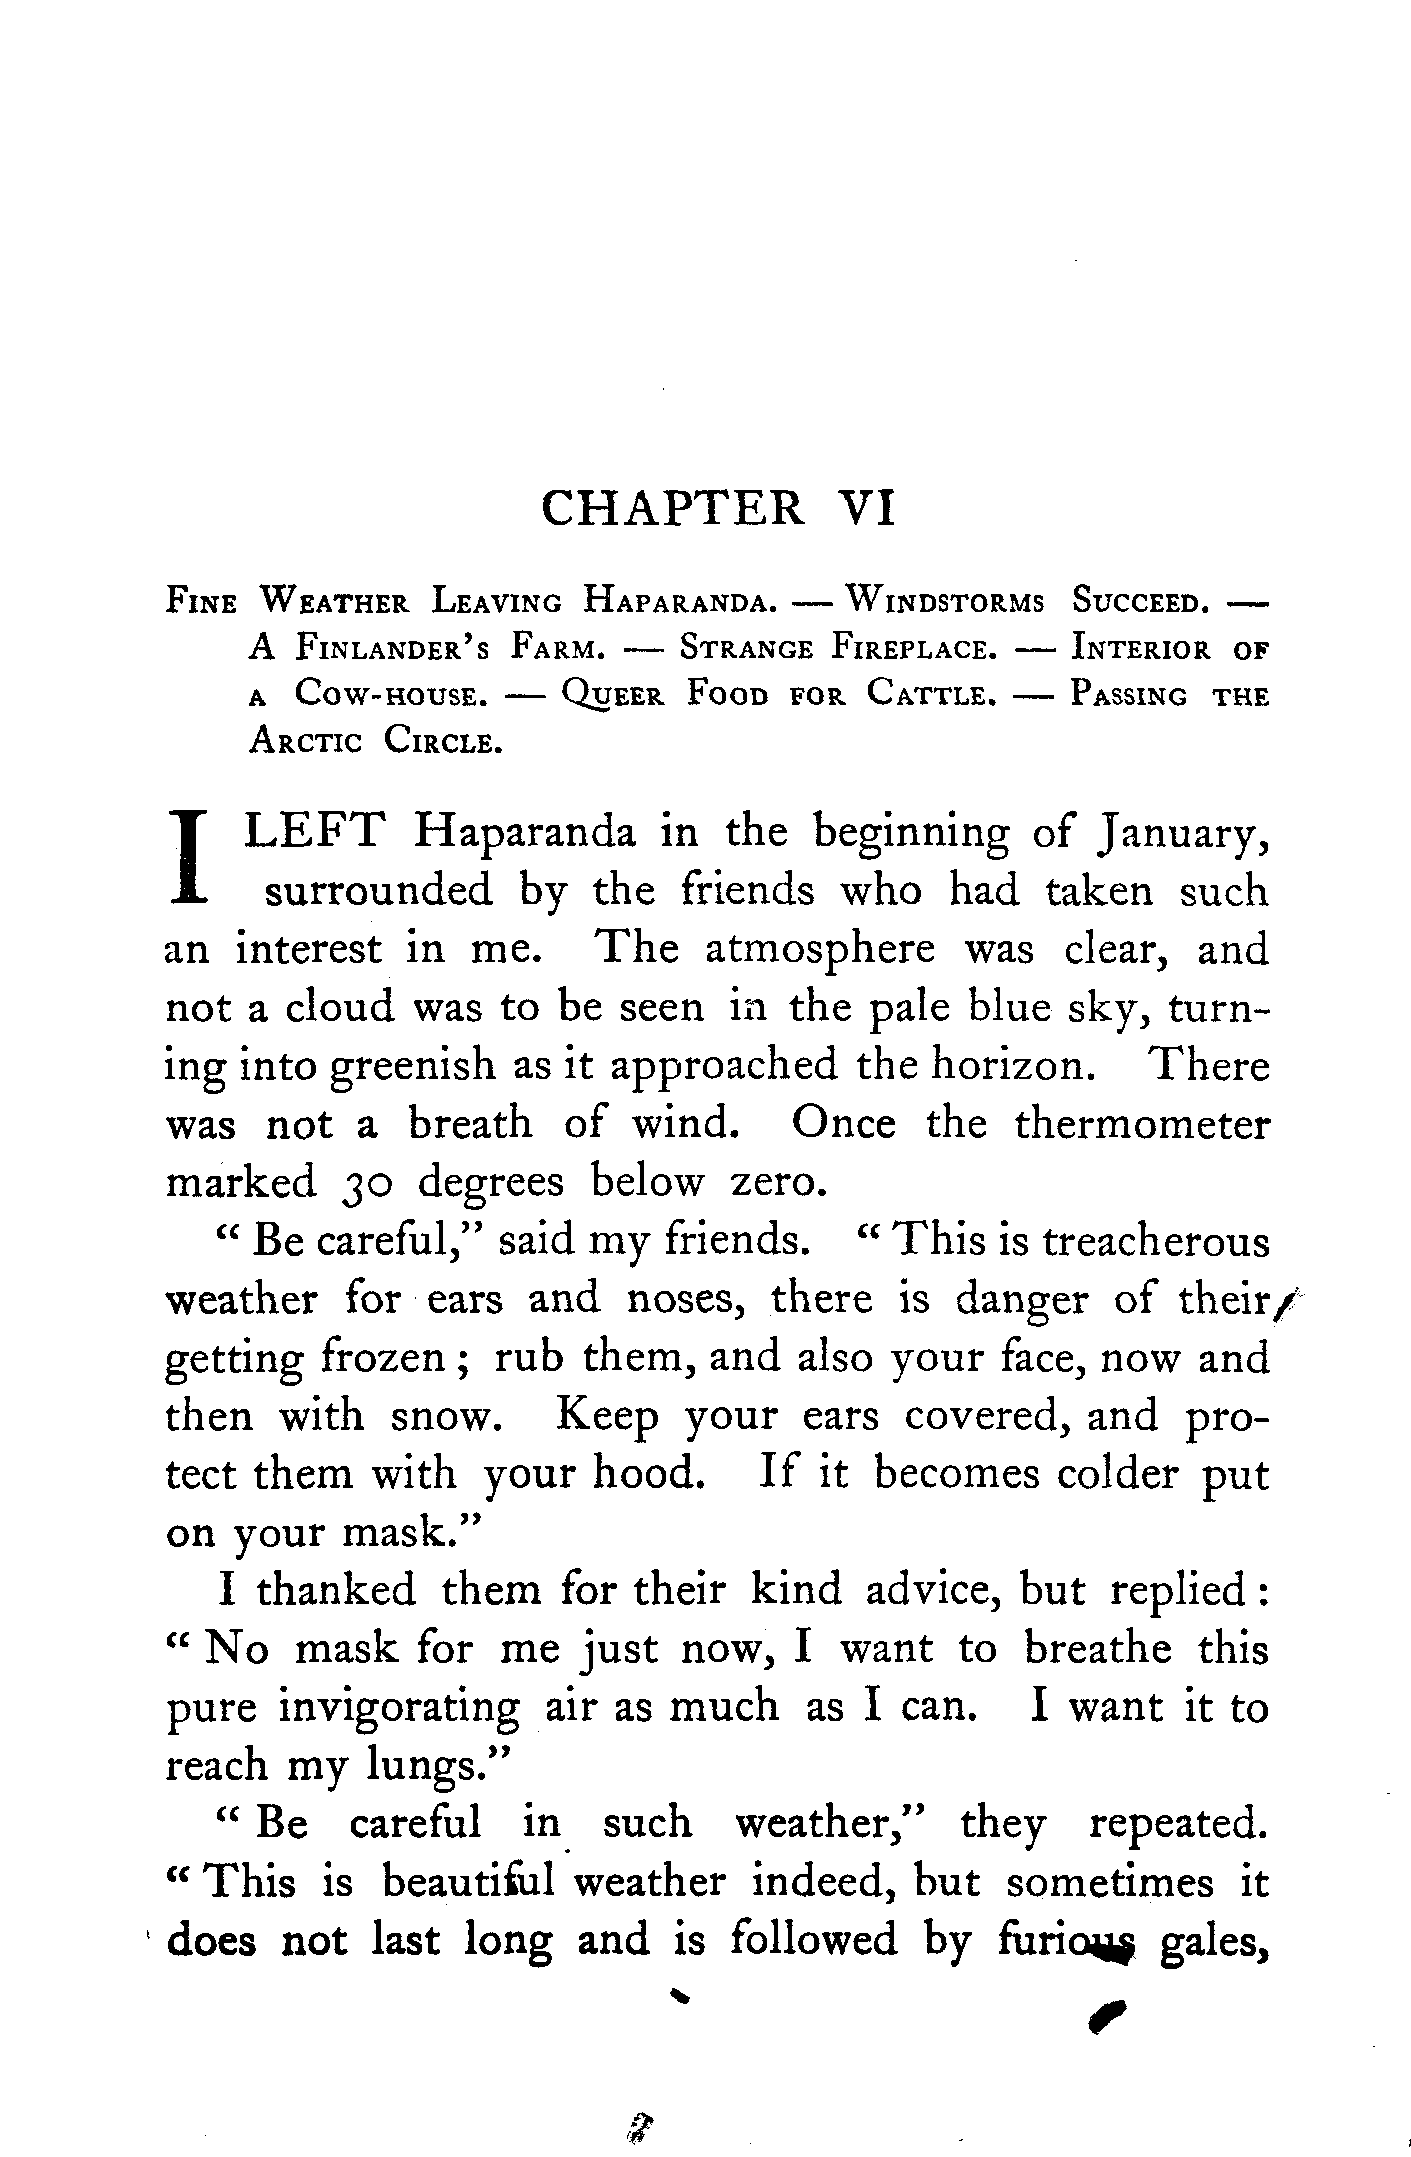 CHAPTER VI
Fine Weather Leaving Haparanda. — Windstorms Succeed. —
A Finlander's Farm. — Strange Fireplace. — Interior of
a Cow-house. — Queer Food for Cattle. — Passing the
Arctic Circle.
I LEFT Haparanda in the beginning of January,
surrounded by the friends who had taken such
an interest in me. The atmosphere was clear, and
not a cloud was to be seen in the pale blue sky, turn-
ing into greenish as it approached the horizon. There
was not a breath of wind. Once the thermometer
marked 30 degrees below zero.
"Be careful," said my friends. "This is treacherous
weather for ears and noses, there is danger of their
getting frozen; rub them, and also your face, now and
then with snow. Keep your ears covered, and pro-
tect them with your hood. If it becomes colder put
on your mask."
I thanked them for their kind advice, but replied:
"No mask for me just now, I want to breathe this
pure invigorating air as much as I can. I want it to
reach my lungs."
"Be careful in such weather," they repeated.
"This is beautiful weather indeed, but sometimes it
does not last long and is followed by furious gales,